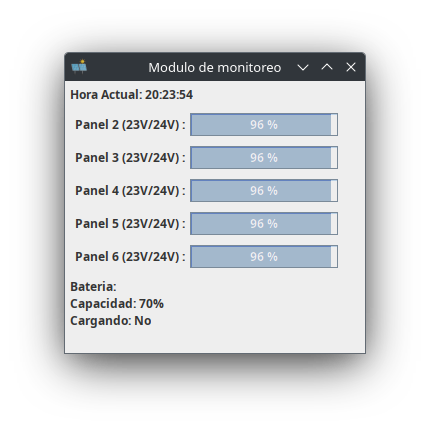 Modulo de monitoreo
Hora Actual: 20:23:54
Panel 2 (23V/24V) : 96 %
Panel 3 (23V/24V) : 96 %
Panel 4 (23V/24V) : 96 %
Panel 5 (23V/24V) : 96 %
Panel 6 (23V/24V) : 96 %
Bateria:
Capacidad: 70%
Cargando: No